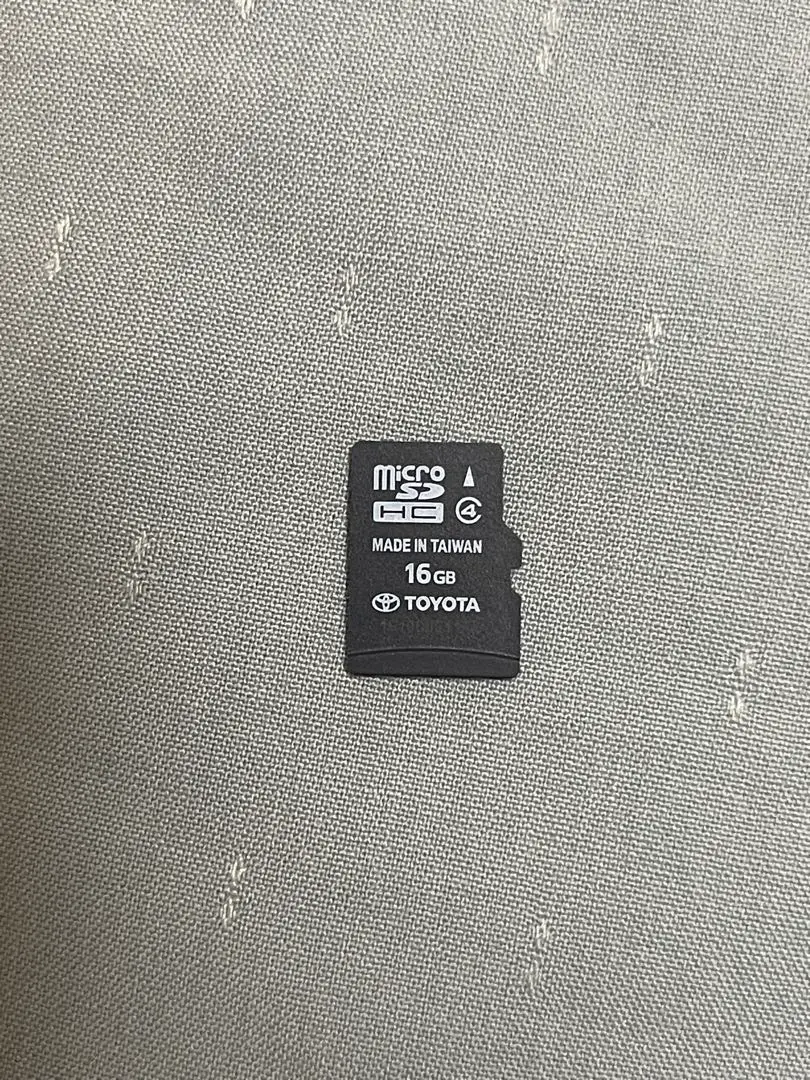 micro
SD
HC 4
MADE IN TAIWAN
16GB
TOYOTA